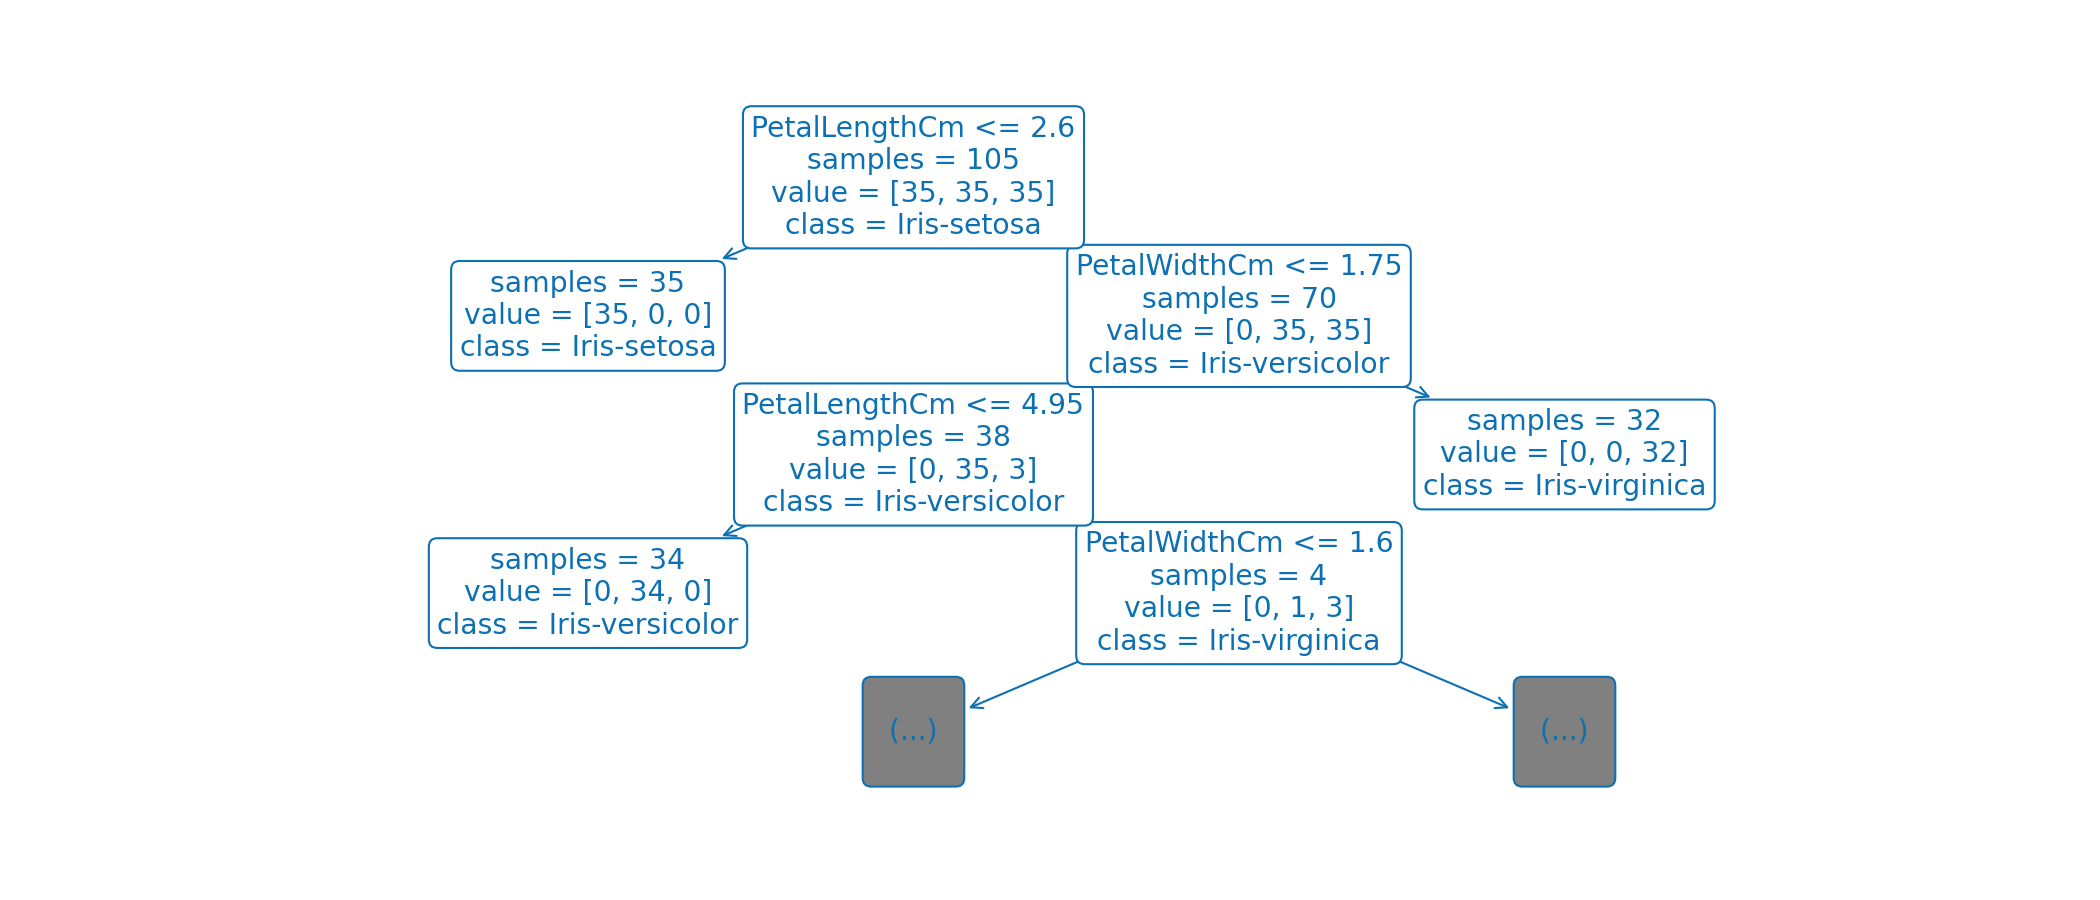 PetalLengthCm <= 2.6
samples = 105
value = [35, 35, 35]
class = Iris-setosa
samples = 35
value = [35, 0, 0]
class = Iris-setosa
PetalWidthCm <= 1.75
samples = 70
value = [0, 35, 35]
class = Iris-versicolor
PetalLengthCm <= 4.95
samples = 38
value = [0, 35, 3]
class = Iris-versicolor
samples = 32
value = [0, 0, 32]
class = Iris-virginica
samples = 34
value = [0, 34, 0]
class = Iris-versicolor
PetalWidthCm <= 1.6
samples = 4
value = [0, 1, 3]
class = Iris-virginica
(...)
(...)